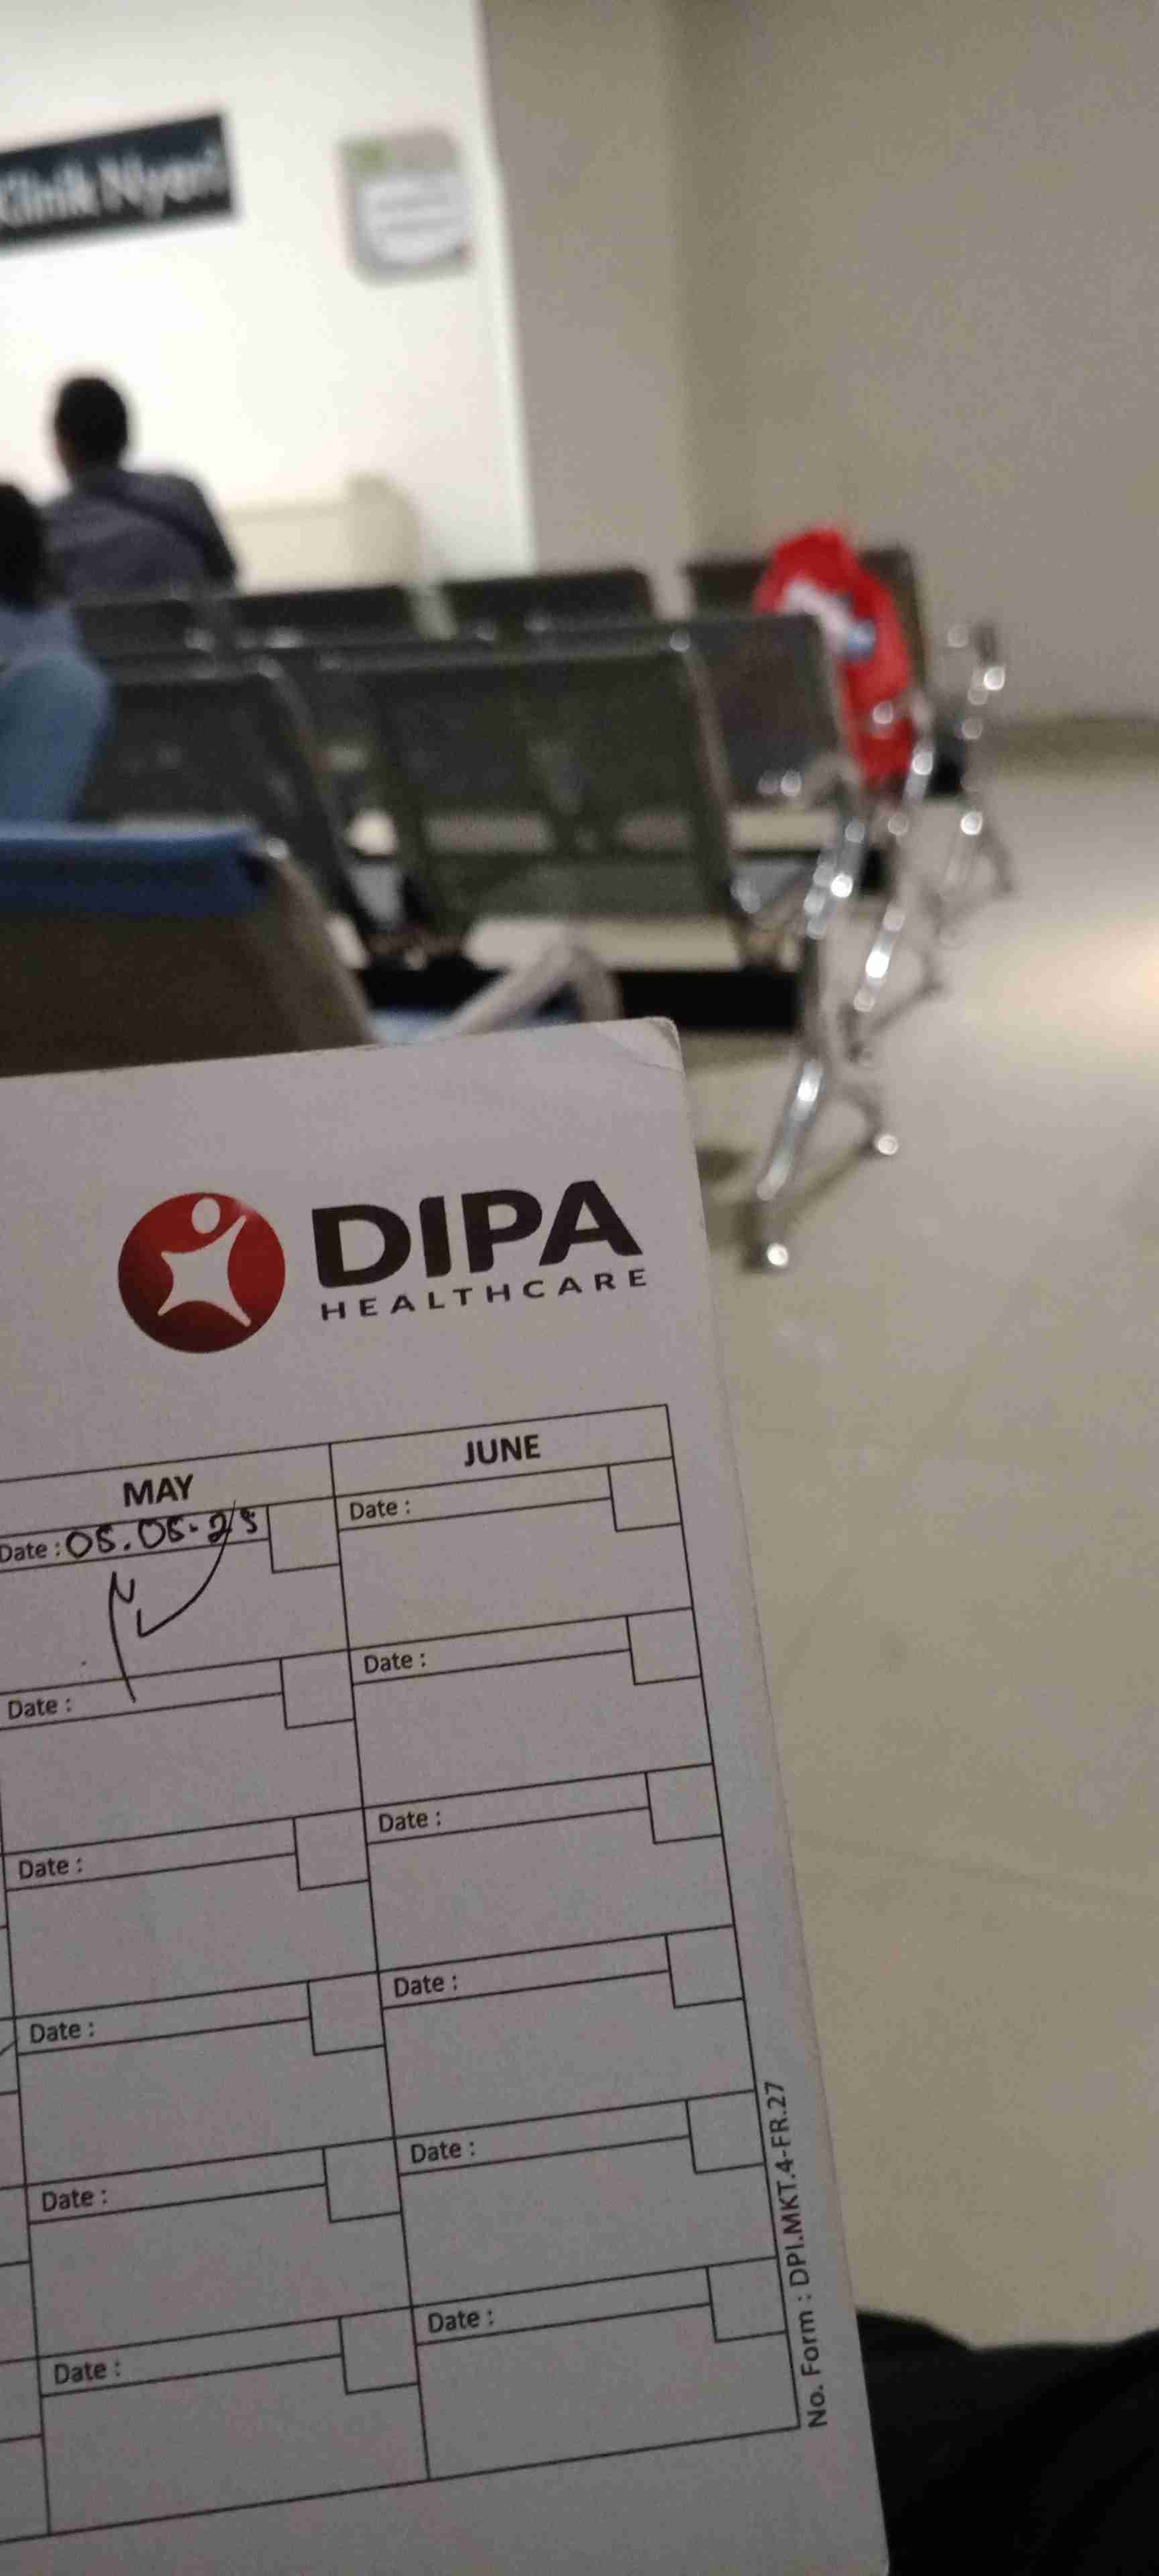 Klinik Nyeri
DIPA
HEALTHCARE
MAY
JUNE
Date : 05.05.25
Date :
Date :
Date :
Date :
Date :
Date :
Date :
Date :
Date :
Date :
Date :
No. Form : DPI.MKT.4-FR.27